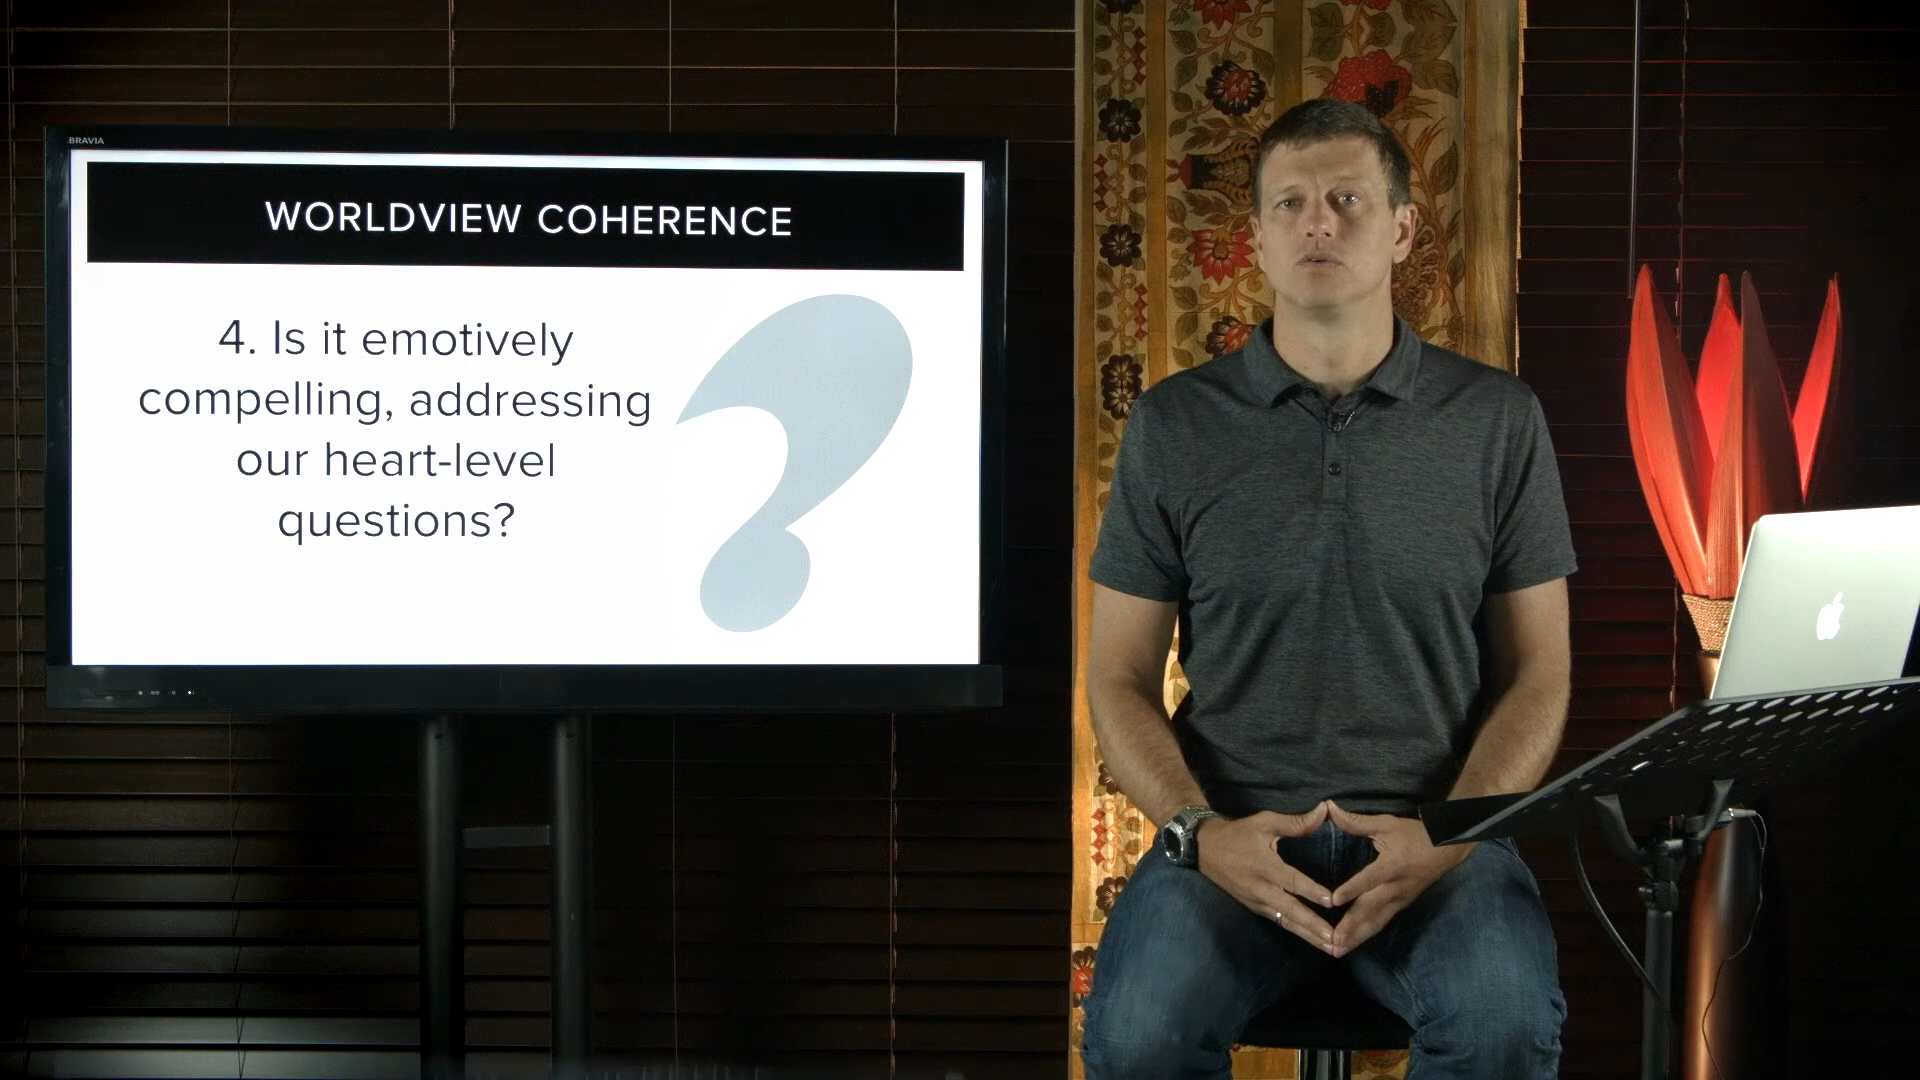 BRAVIA
WORLDVIEW COHERENCE
4. Is it emotively
compelling, addressing
our heart-level
questions?